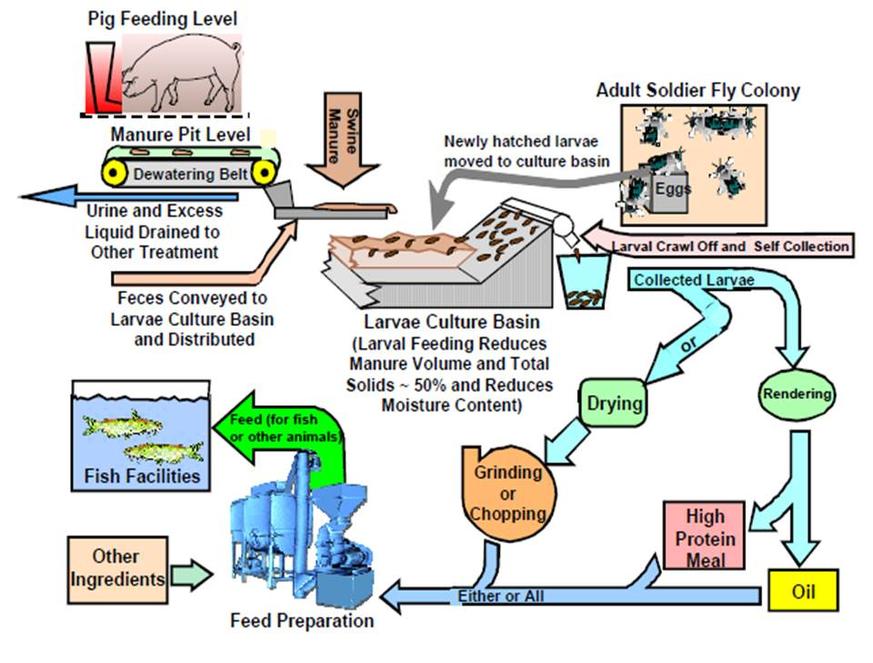 Pig Feeding Level
Manure Pit Level
Dewatering Belt
Urine and Excess
Liquid Drained to
Other Treatment
Feces Conveyed to
Larvae Culture Basin
and Distributed
Swine
Manure
Newly hatched larvae
moved to culture basin
Adult Soldier Fly Colony
Eggs
Larval Crawl Off and Self Collection
Collected Larvae
Larvae Culture Basin
(Larval Feeding Reduces
Manure Volume and Total
Solids ~ 50% and Reduces
Moisture Content)
or
Drying
Rendering
Grinding
or
Chopping
High
Protein
Meal
Oil
Either or All
Feed (for fish
or other animals)
Fish Facilities
Other
Ingredients
Feed Preparation